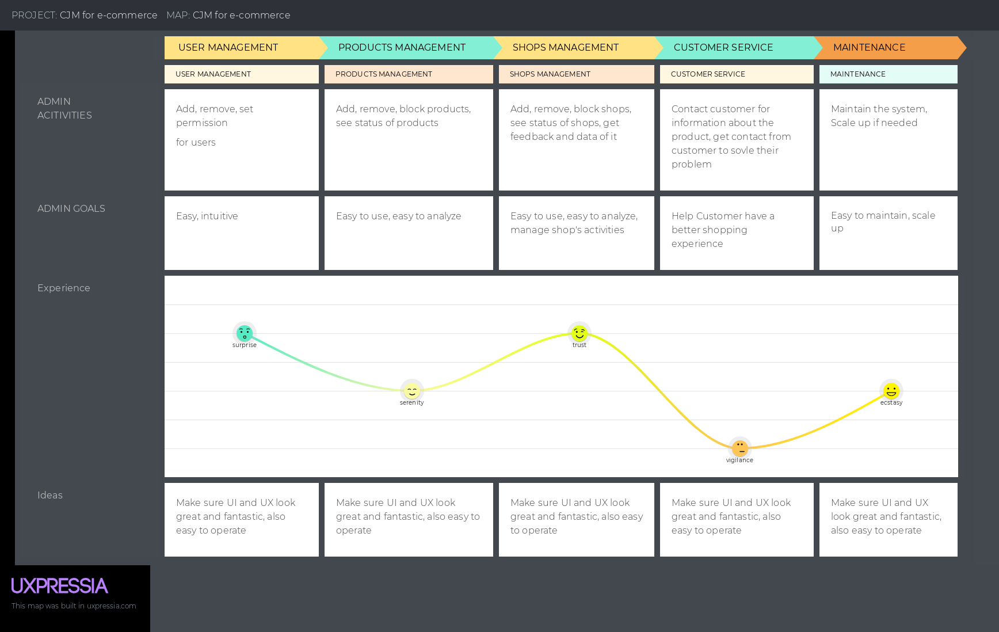 PROJECT: CJM for e-commerce MAP: CJM for e-commerce
USER MANAGEMENT
PRODUCTS MANAGEMENT
SHOPS MANAGEMENT
CUSTOMER SERVICE
MAINTENANCE
USER MANAGEMENT
PRODUCTS MANAGEMENT
SHOPS MANAGEMENT
CUSTOMER SERVICE
MAINTENANCE
ADMIN
ACITIVITIES
Add, remove, set
permission
for users
Add, remove, block products,
see status of products
Add, remove, block shops,
see status of shops, get
feedback and data of it
Contact customer for
information about the
product, get contact from
customer to sovle their
problem
Maintain the system,
Scale up if needed
ADMIN GOALS
Easy, intuitive
Easy to use, easy to analyze
Easy to use, easy to analyze,
manage shop's activities
Help Customer have a
better shopping
experience
Easy to maintain, scale
up
Experience
surprise
serenity
trust
vigilance
ecstasy
Ideas
Make sure UI and UX look
great and fantastic, also
easy to operate
Make sure UI and UX look
great and fantastic, also easy to
operate
Make sure UI and UX look
great and fantastic, also easy
to operate
Make sure UI and UX look
great and fantastic, also
easy to operate
Make sure UI and UX
look great and fantastic,
also easy to operate
UXPRESSIA
This map was built in uxpressia.com